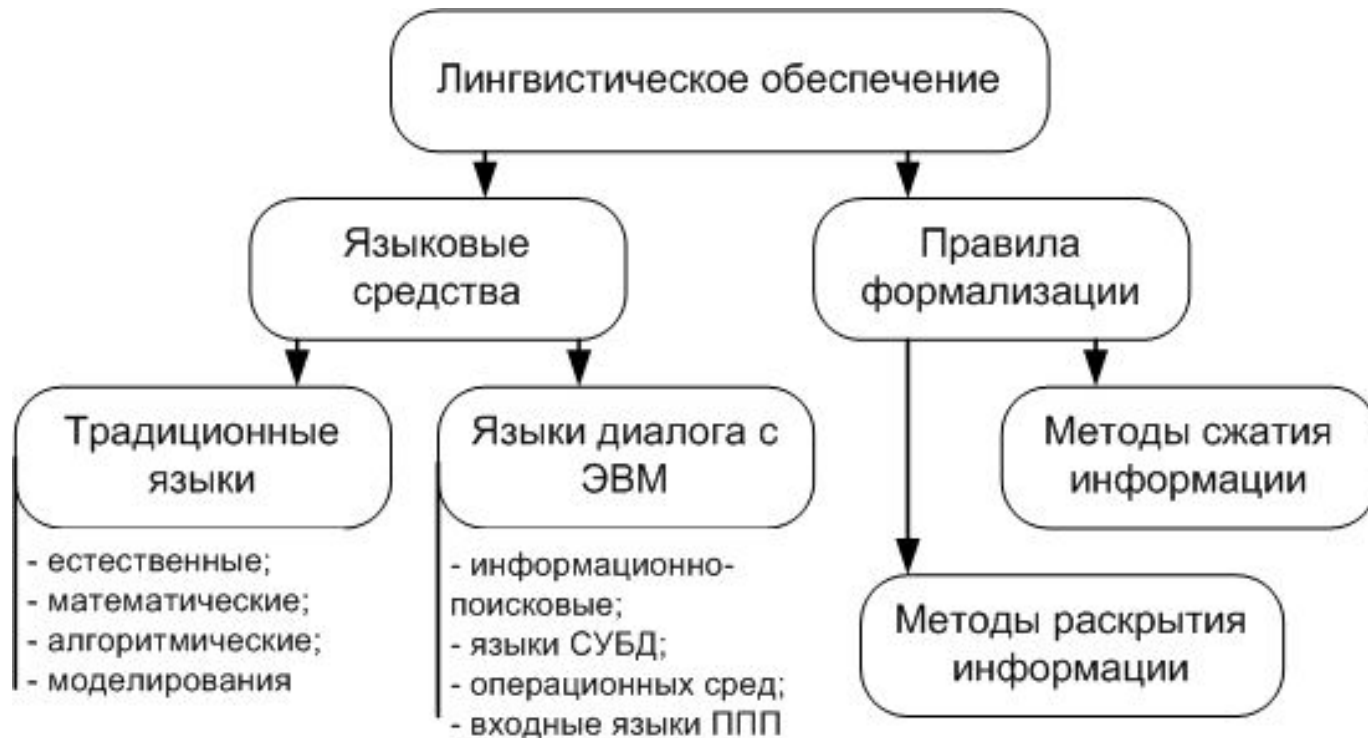 Лингвистическое обеспечение
Языковые
средства
Правила
формализации
Традиционные
языки
Языки диалога с
ЭВМ
Методы сжатия
информации
- естественные;
- математические;
- алгоритмические;
- моделирования
- информационно-
поисковые;
- языки СУБД;
- операционных сред;
- входные языки ППП
Методы раскрытия
информации